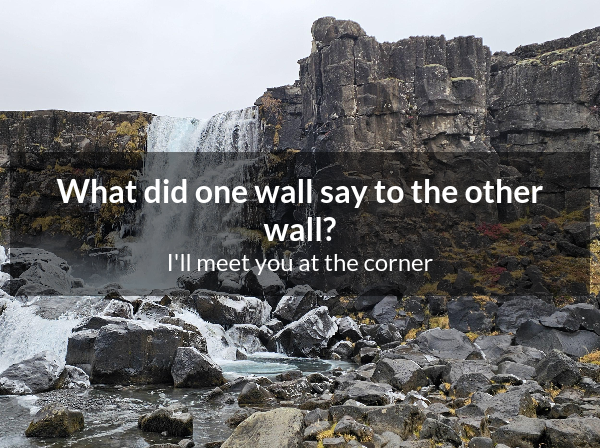 What did one wall say to the other
wall?
I'll meet you at the corner